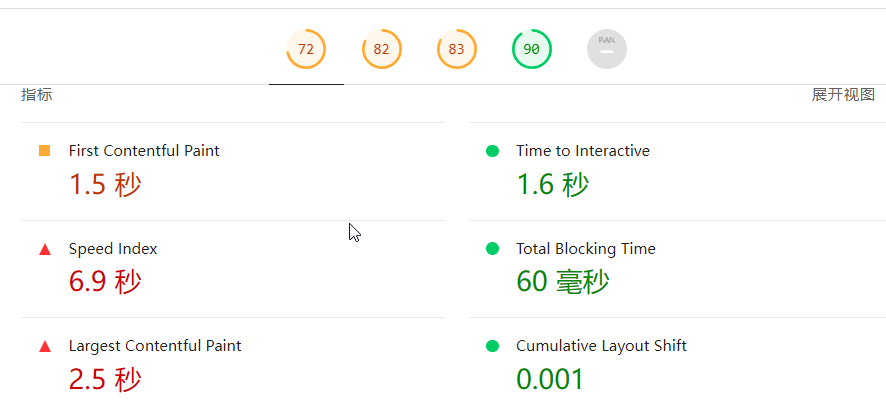 72 82 83 90 PWA
指标 展开视图
First Contentful Paint
1.5 秒
Time to Interactive
1.6 秒
Speed Index
6.9 秒
Total Blocking Time
60 毫秒
Largest Contentful Paint
2.5 秒
Cumulative Layout Shift
0.001